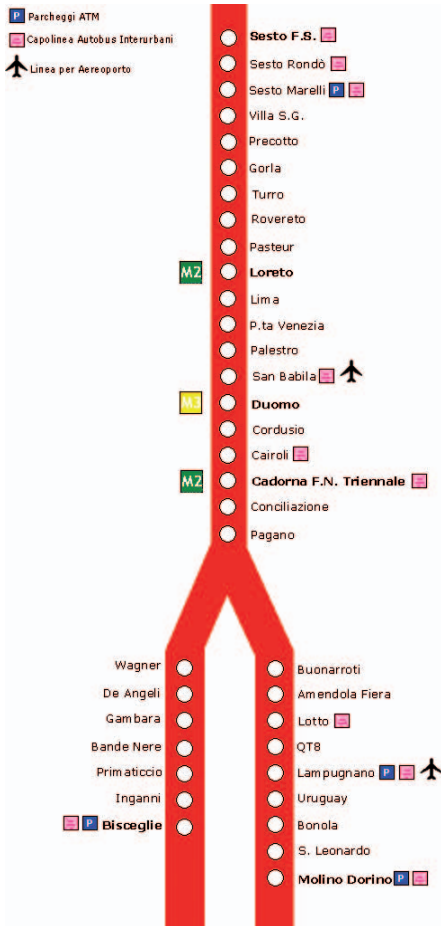 P Parcheggi ATM
Capolinea Autobus Interurbani
Linea per Aereoporto
Sesto F.S.
Sesto Rondò
Sesto Marelli P
Villa S.G.
Precotto
Gorla
Turro
Rovereto
Pasteur
M2 Loreto
Lima
P.ta Venezia
Palestro
San Babila
M3 Duomo
Cordusio
Cairoli
M2 Cadorna F.N. Triennale
Conciliazione
Pagano
Wagner
De Angeli
Gambara
Bande Nere
Primaticcio
Inganni
P Bisceglie
Buonarroti
Amendola Fiera
Lotto
QT8
Lampugnano P
Uruguay
Bonola
S. Leonardo
Molino Dorino P